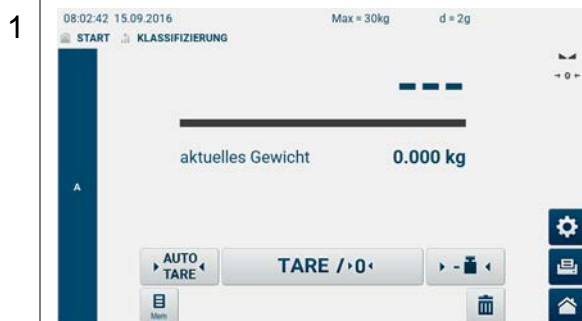 1
08:02:42 15.09.2016 Max = 30kg d = 2g
START KLASSIFIZIERUNG
---
→ 0 ←
aktuelles Gewicht 0.000 kg
A
AUTO TARE / 0
TARE
Mem